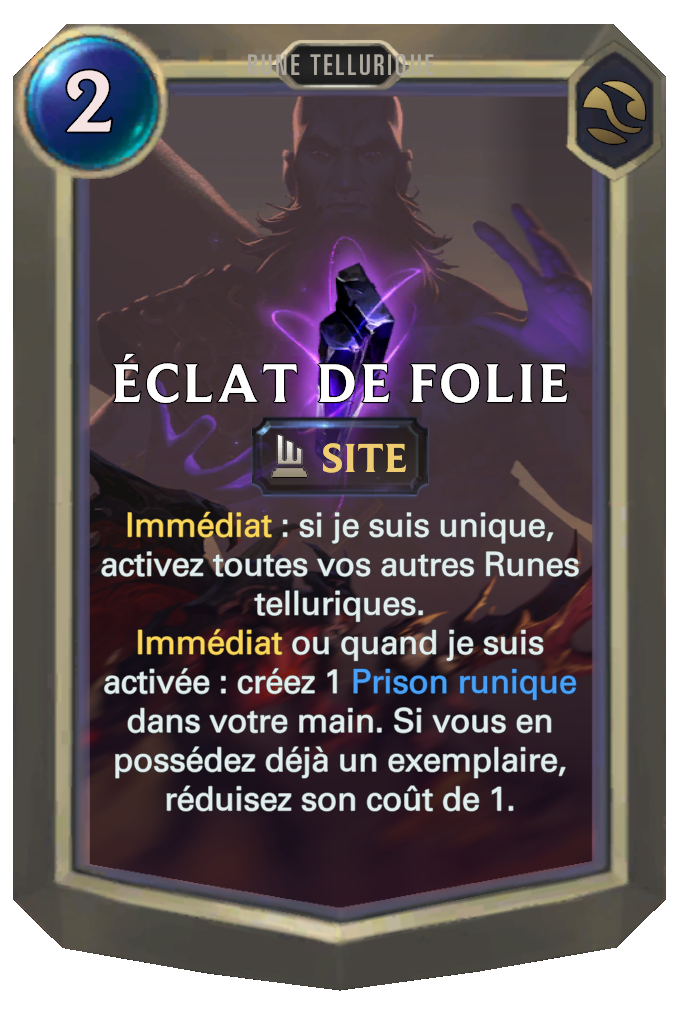 RUNE TELLURIQUE
2
ÉCLAT DE FOLIE
SITE
Immédiat : si je suis unique,
activez toutes vos autres Runes
telluriques.
Immédiat ou quand je suis
activée : créez 1 Prison runique
dans votre main. Si vous en
possédez déjà un exemplaire,
réduisez son coût de 1.